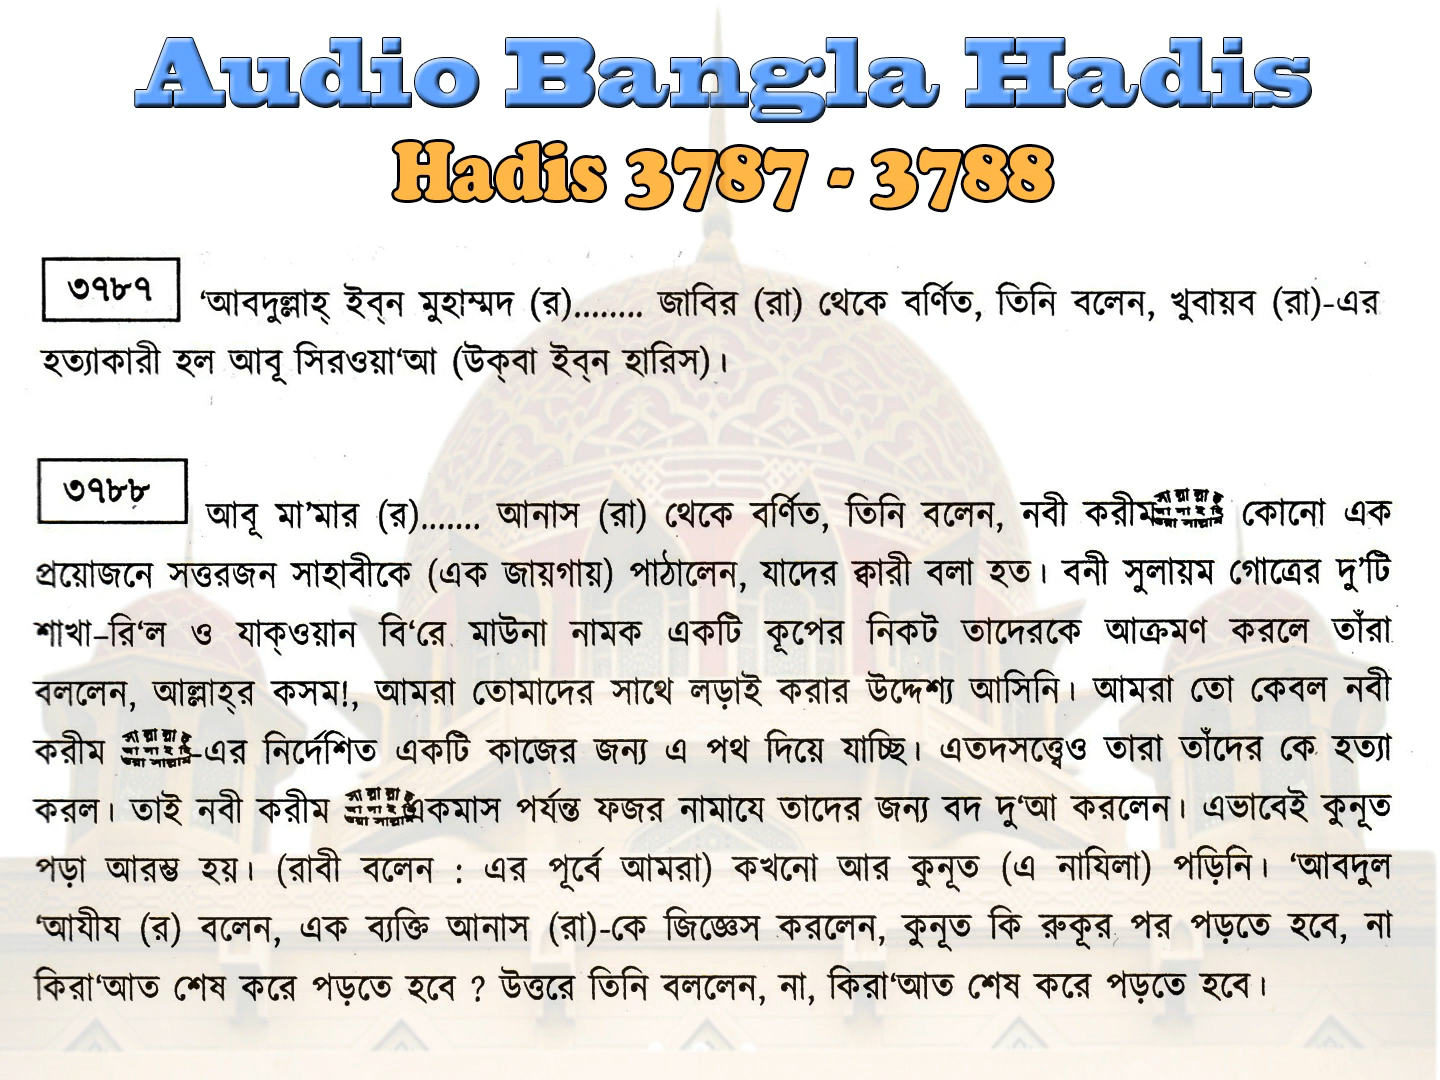 Audio Bangla Hadis
Hadis 3787 - 3788
৩৭৮৭
‘আবদুল্লাহ্ ইব্‌ন মুহাম্মদ (র)........ জাবির (রা) থেকে বর্ণিত, তিনি বলেন, খুবায়ব (রা)-এর
হত্যাকারী হল আবূ সিরওয়া‘আ (উক্‌বা ইব্‌ন হারিস)।
৩৭৮৮
আবূ মা’মার (র)....... আনাস (রা) থেকে বর্ণিত, তিনি বলেন, নবী করীম কোনো এক
প্রয়োজনে সত্তরজন সাহাবীকে (এক জায়গায়) পাঠালেন, যাদের ক্বারী বলা হত। বনী সুলায়ম গোত্রের দু’টি
শাখা–রি‘ল ও যাক্‌ওয়ান বি‘রে মাউনা নামক একটি কূপের নিকট তাদেরকে আক্রমণ করলে তাঁরা
বললেন, আল্লাহ্‌র কসম!, আমরা তোমাদের সাথে লড়াই করার উদ্দেশ্য আসিনি। আমরা তো কেবল নবী
করীম -এর নির্দেশিত একটি কাজের জন্য এ পথ দিয়ে যাচ্ছি। এতদসত্ত্বেও তারা তাঁদের কে হত্যা
করল। তাই নবী করীম একমাস পর্যন্ত ফজর নামাযে তাদের জন্য বদ দু‘আ করলেন। এভাবেই কুনূত
পড়া আরম্ভ হয়। (রাবী বলেন : এর পূর্বে আমরা) কখনো আর কুনূত (এ নাযিলা) পড়িনি। ‘আবদুল
‘আযীয (র) বলেন, এক ব্যক্তি আনাস (রা)-কে জিজ্ঞেস করলেন, কুনূত কি রুকূর পর পড়তে হবে, না
কিরা‘আত শেষ করে পড়তে হবে ? উত্তরে তিনি বললেন, না, কিরা‘আত শেষ করে পড়তে হবে।